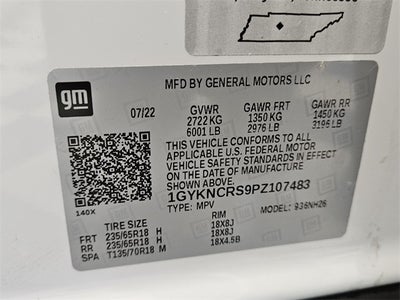 gm
MFD BY GENERAL MOTORS LLC
07/22 GVWR GAWR FRT GAWR RR
2722 KG 1350 KG 1450 KG
6001 LB 2976 LB 3196 LB
THIS VEHICLE CONFORMS TO ALL
APPLICABLE U.S. FEDERAL MOTOR
VEHICLE SAFETY STANDARDS IN
EFFECT ON THE DATE OF
MANUFACTURE SHOWN ABOVE.
1GYKNCRS9PZ107483
140X TYPE: MPV MODEL: 936NH26
TIRE SIZE RIM
FRT 235/65R18 H 18X8J
RR 235/65R18 H 18X8J
SPA T135/70R18 M 18X4.5B